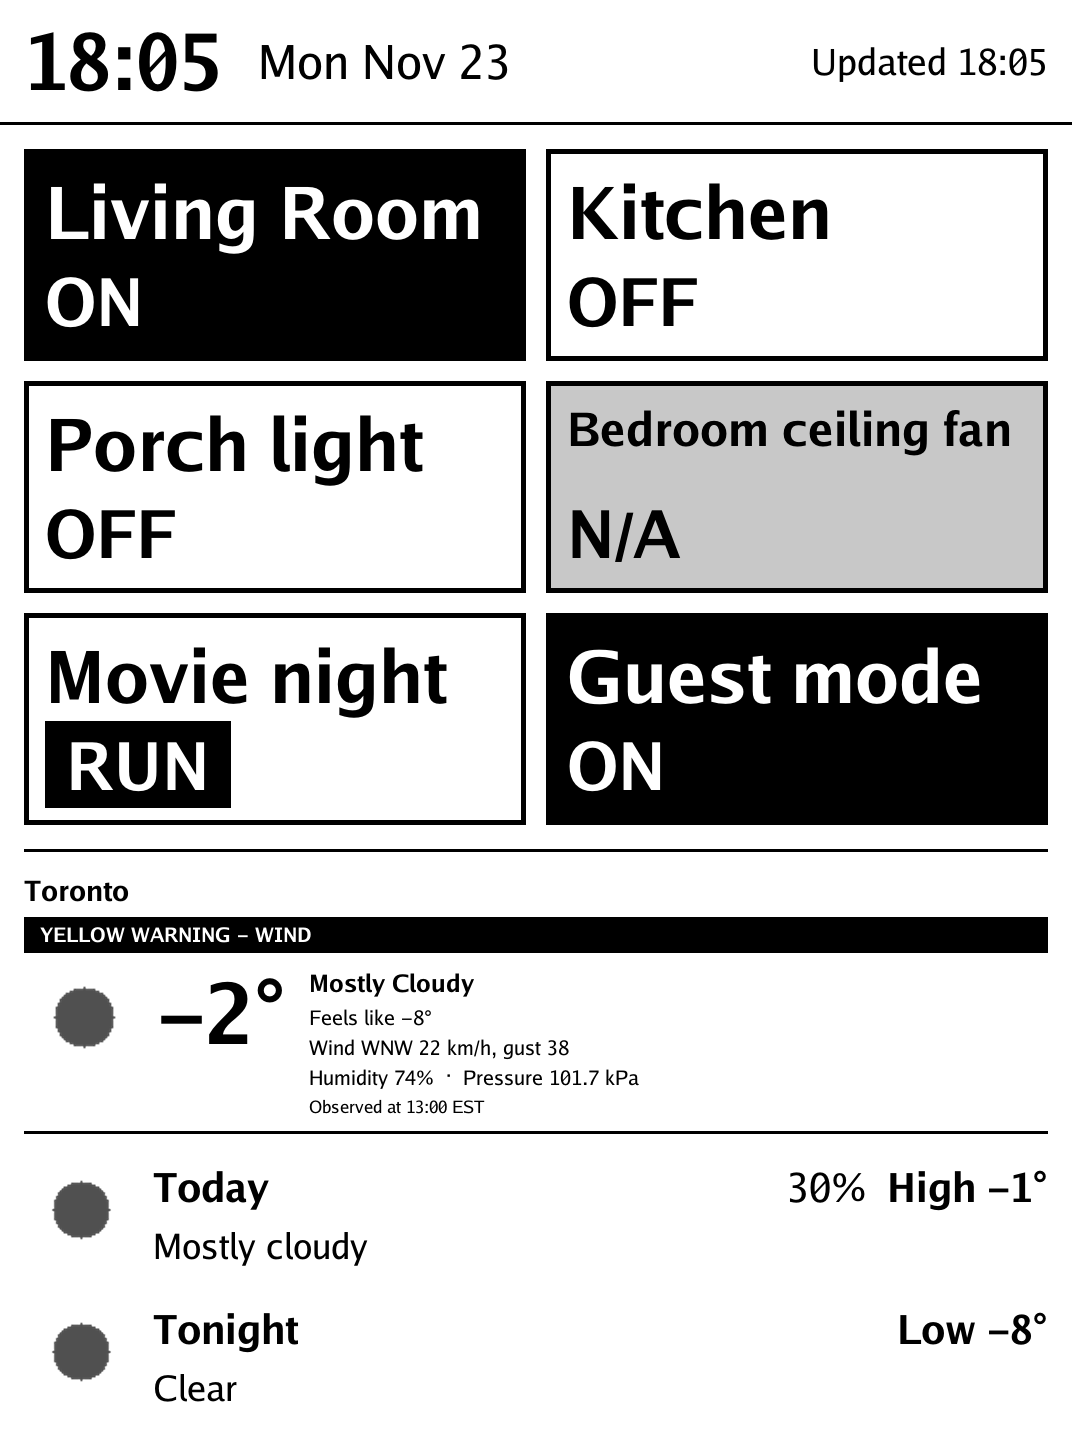 18:05 Mon Nov 23 Updated 18:05
Living Room
ON
Kitchen
OFF
Porch light
OFF
Bedroom ceiling fan
N/A
Movie night
RUN
Guest mode
ON
Toronto
YELLOW WARNING – WIND
−2°
Mostly Cloudy
Feels like −8°
Wind WNW 22 km/h, gust 38
Humidity 74% · Pressure 101.7 kPa
Observed at 13:00 EST
Today 30% High −1°
Mostly cloudy
Tonight Low −8°
Clear